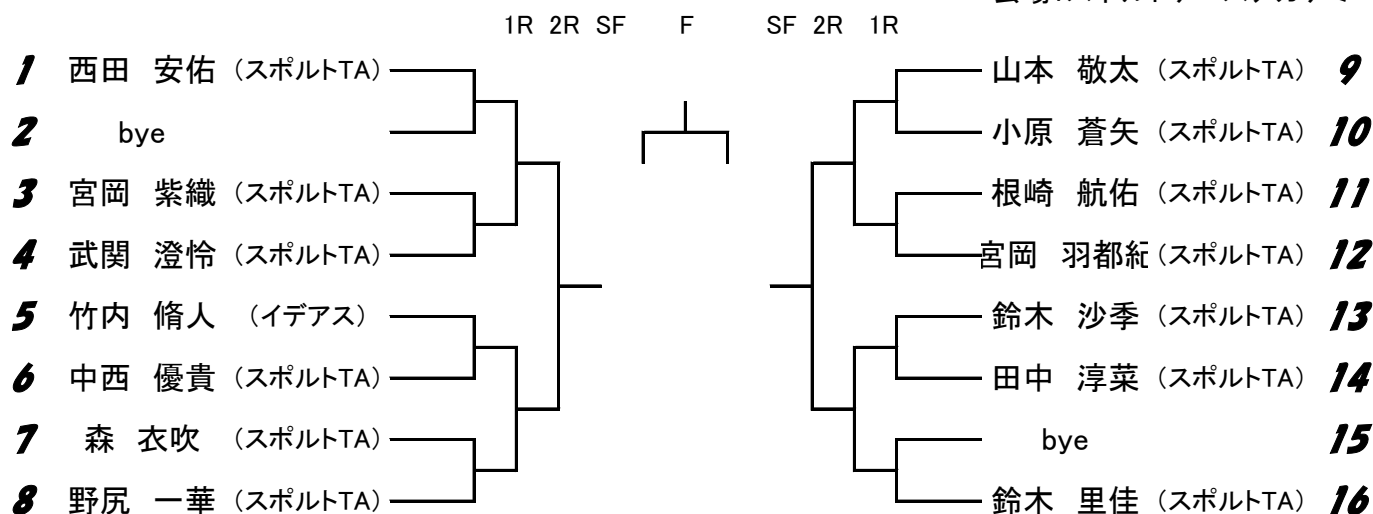 1R 2R SF F SF 2R 1R
1 西田 安佑 (スポルトTA) 山本 敬太 (スポルトTA) 9
2 bye 小原 蒼矢 (スポルトTA) 10
3 宮岡 紫織 (スポルトTA) 根崎 航佑 (スポルトTA) 11
4 武関 澄怜 (スポルトTA) 宮岡 羽都紀 (スポルトTA) 12
5 竹内 脩人 (イデアス) 鈴木 沙季 (スポルトTA) 13
6 中西 優貴 (スポルトTA) 田中 淳菜 (スポルトTA) 14
7 森 衣吹 (スポルトTA) bye 15
8 野尻 一華 (スポルトTA) 鈴木 里佳 (スポルトTA) 16